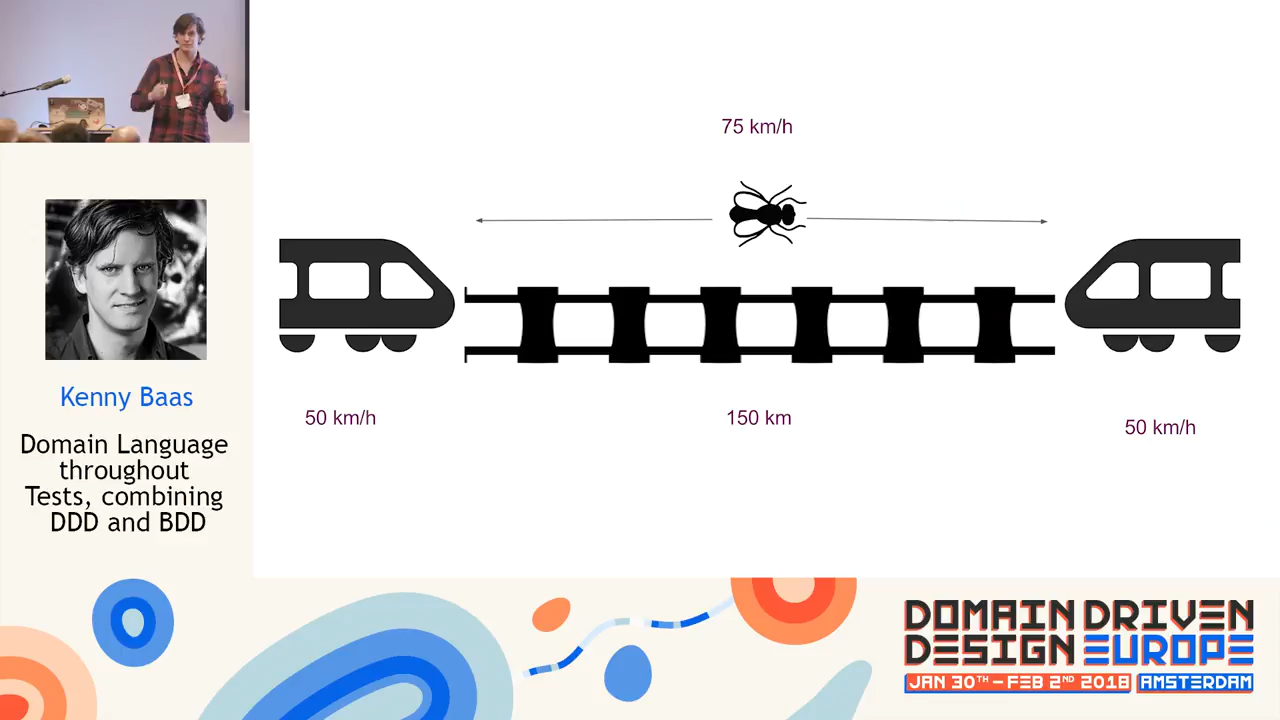 75 km/h
50 km/h
150 km
50 km/h
Kenny Baas
Domain Language
throughout
Tests, combining
DDD and BDD
DOMAIN DRIVEN
DESIGN EUROPE
JAN 30TH - FEB 2ND 2018 AMSTERDAM